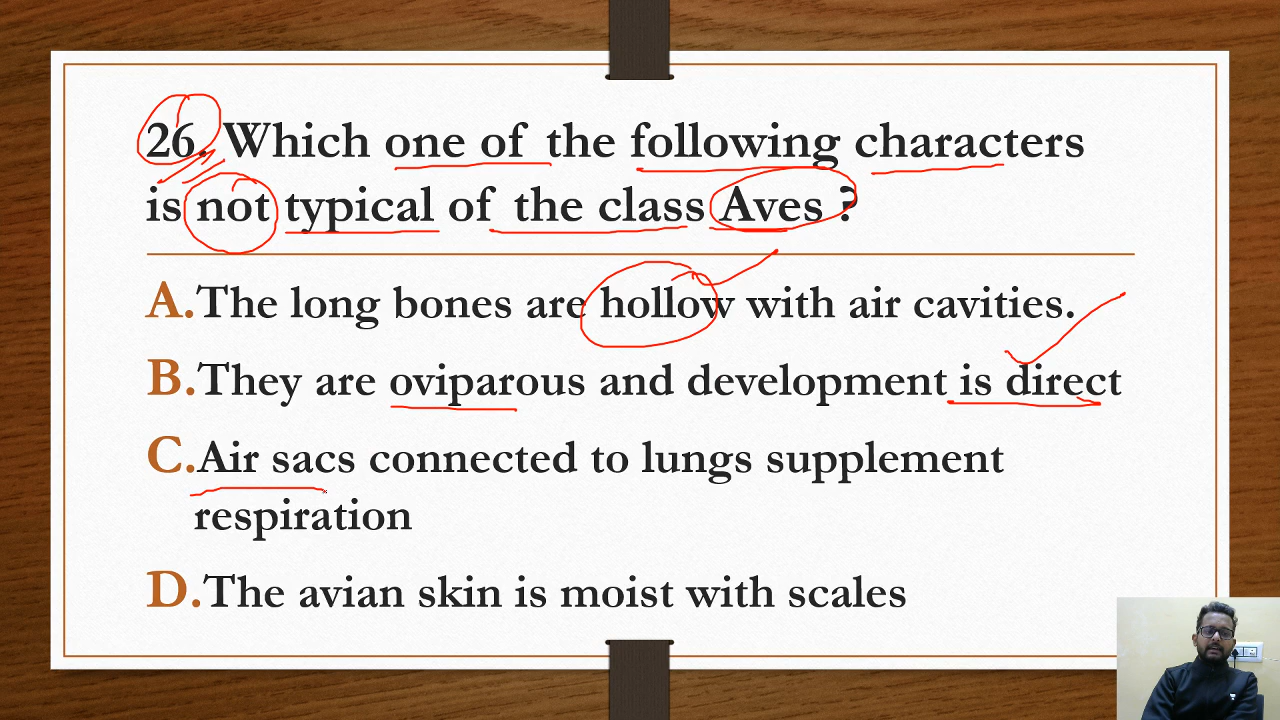 26. Which one of the following characters
is not typical of the class Aves ?
A.The long bones are hollow with air cavities.
B.They are oviparous and development is direct
C.Air sacs connected to lungs supplement
respiration
D.The avian skin is moist with scales